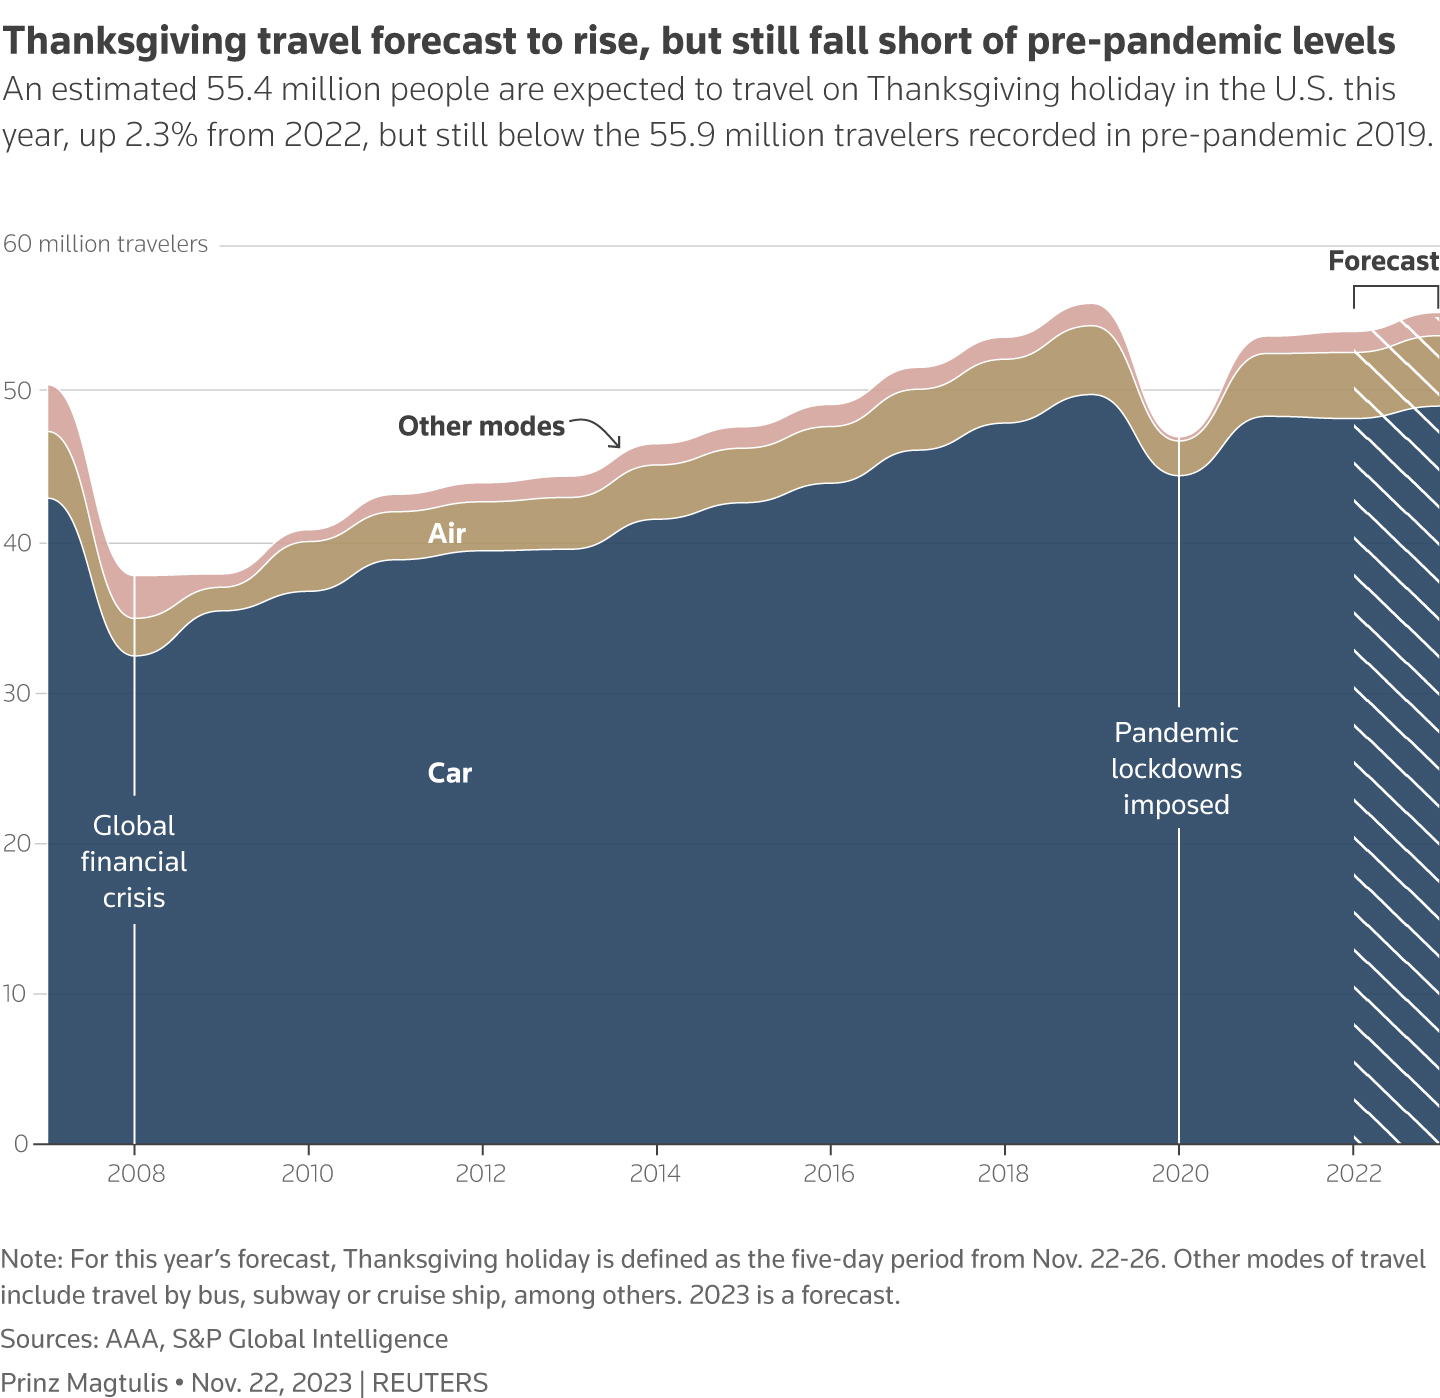 Thanksgiving travel forecast to rise, but still fall short of pre-pandemic levels
An estimated 55.4 million people are expected to travel on Thanksgiving holiday in the U.S. this
year, up 2.3% from 2022, but still below the 55.9 million travelers recorded in pre-pandemic 2019.
60 million travelers
Forecast
50
Other modes
Air
40
30
Pandemic
lockdowns
imposed
Car
Global
financial
crisis
20
10
0
2008 2010 2012 2014 2016 2018 2020 2022
Note: For this year’s forecast, Thanksgiving holiday is defined as the five-day period from Nov. 22-26. Other modes of travel
include travel by bus, subway or cruise ship, among others. 2023 is a forecast.
Sources: AAA, S&P Global Intelligence
Prinz Magtulis • Nov. 22, 2023 | REUTERS